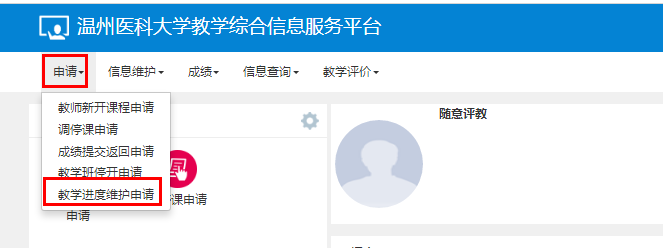 温州医科大学教学综合信息服务平台
申请 信息维护 成绩 信息查询 教学评价
教师新开课程申请
调停课申请
成绩提交返回申请
教学班停开申请
教学进度维护申请
课申请
申请
随意评教